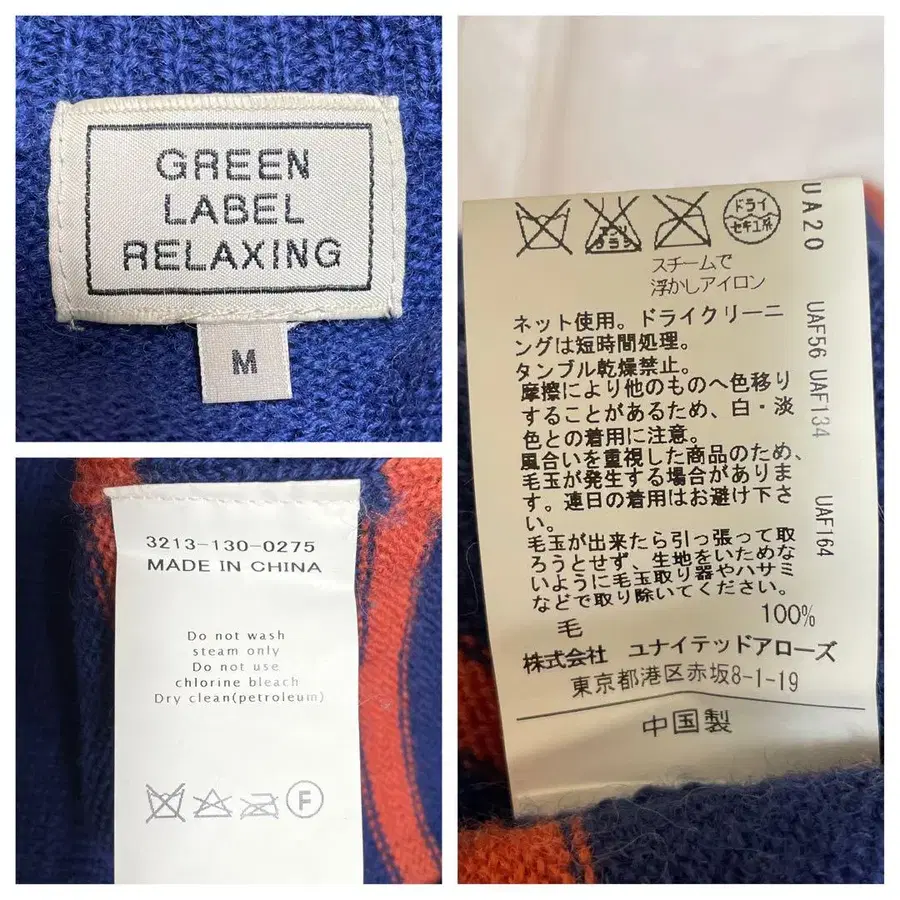 GREEN
LABEL
RELAXING
M
3213-130-0275
MADE IN CHINA
Do not wash
steam only
Do not use
chlorine bleach
Dry clean(petroleum)
F
エンソ
ドライ
サラシ
セキユ系
スチームで
浮かしアイロン
ネット使用。ドライクリーニ
ングは短時間処理。
タンブル乾燥禁止。
摩擦により他のものへ色移り
することがあるため、白・淡
色との着用に注意。
風合いを重視した商品のため、
毛玉が発生する場合がありま
す。連日の着用はお避け下さ
い。
毛玉が出来たら引っ張って取
ろうとせず、生地をいためな
いように毛玉取り器やハサミ
などで取り除いてください。
毛 100%
株式会社 ユナイテッドアローズ
東京都港区赤坂8-1-19
中国製
UA20
UAF56 UAF134
UAF164